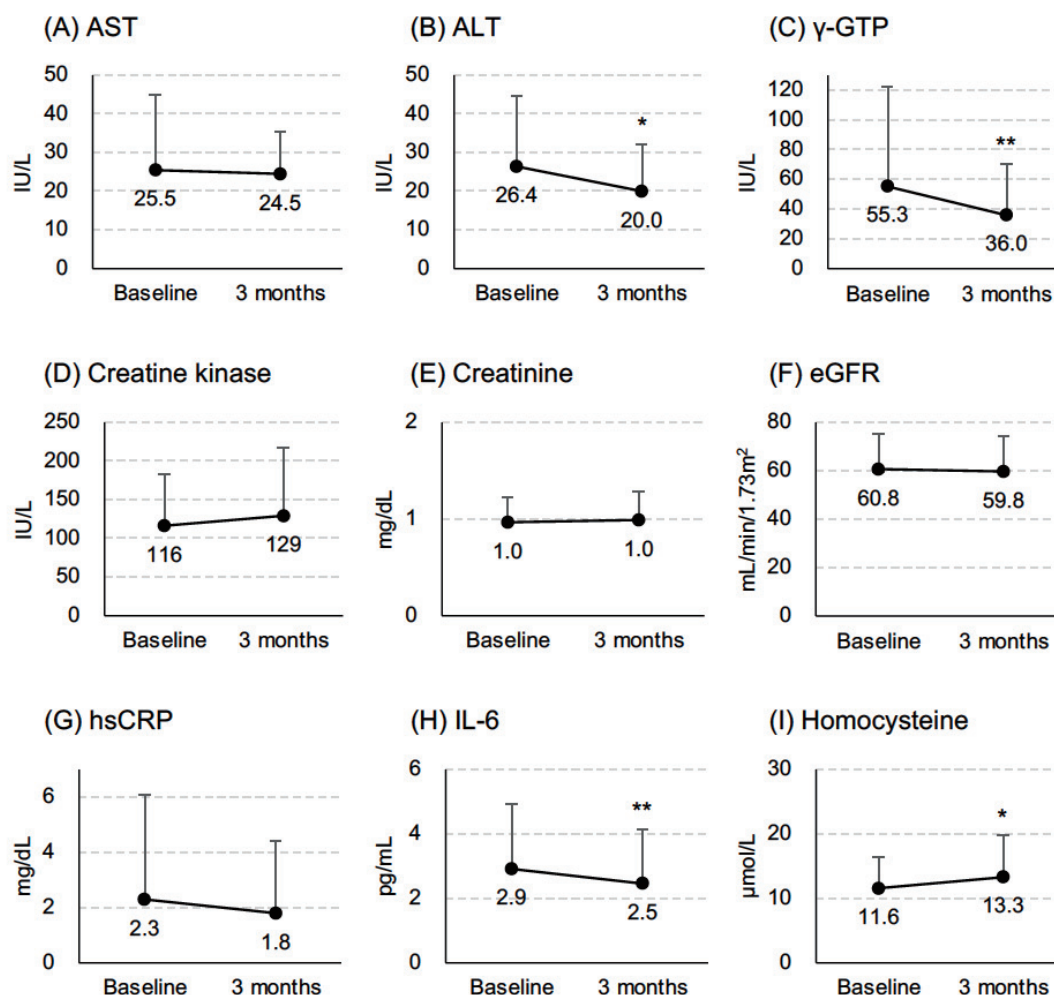 (A) AST
50
40
30
20
10
0
IU/L
25.5
24.5
Baseline 3 months
(B) ALT
50
40
30
20
10
0
IU/L
*
26.4
20.0
Baseline 3 months
(C) γ-GTP
120
100
80
60
40
20
0
IU/L
**
55.3
36.0
Baseline 3 months
(D) Creatine kinase
250
200
150
100
50
0
IU/L
116
129
Baseline 3 months
(E) Creatinine
2
1
0
mg/dL
1.0
1.0
Baseline 3 months
(F) eGFR
80
60
40
20
0
mL/min/1.73m²
60.8
59.8
Baseline 3 months
(G) hsCRP
6
4
2
0
mg/dL
2.3
1.8
Baseline 3 months
(H) IL-6
6
4
2
0
pg/mL
**
2.9
2.5
Baseline 3 months
(I) Homocysteine
30
20
10
0
μmol/L
*
11.6
13.3
Baseline 3 months